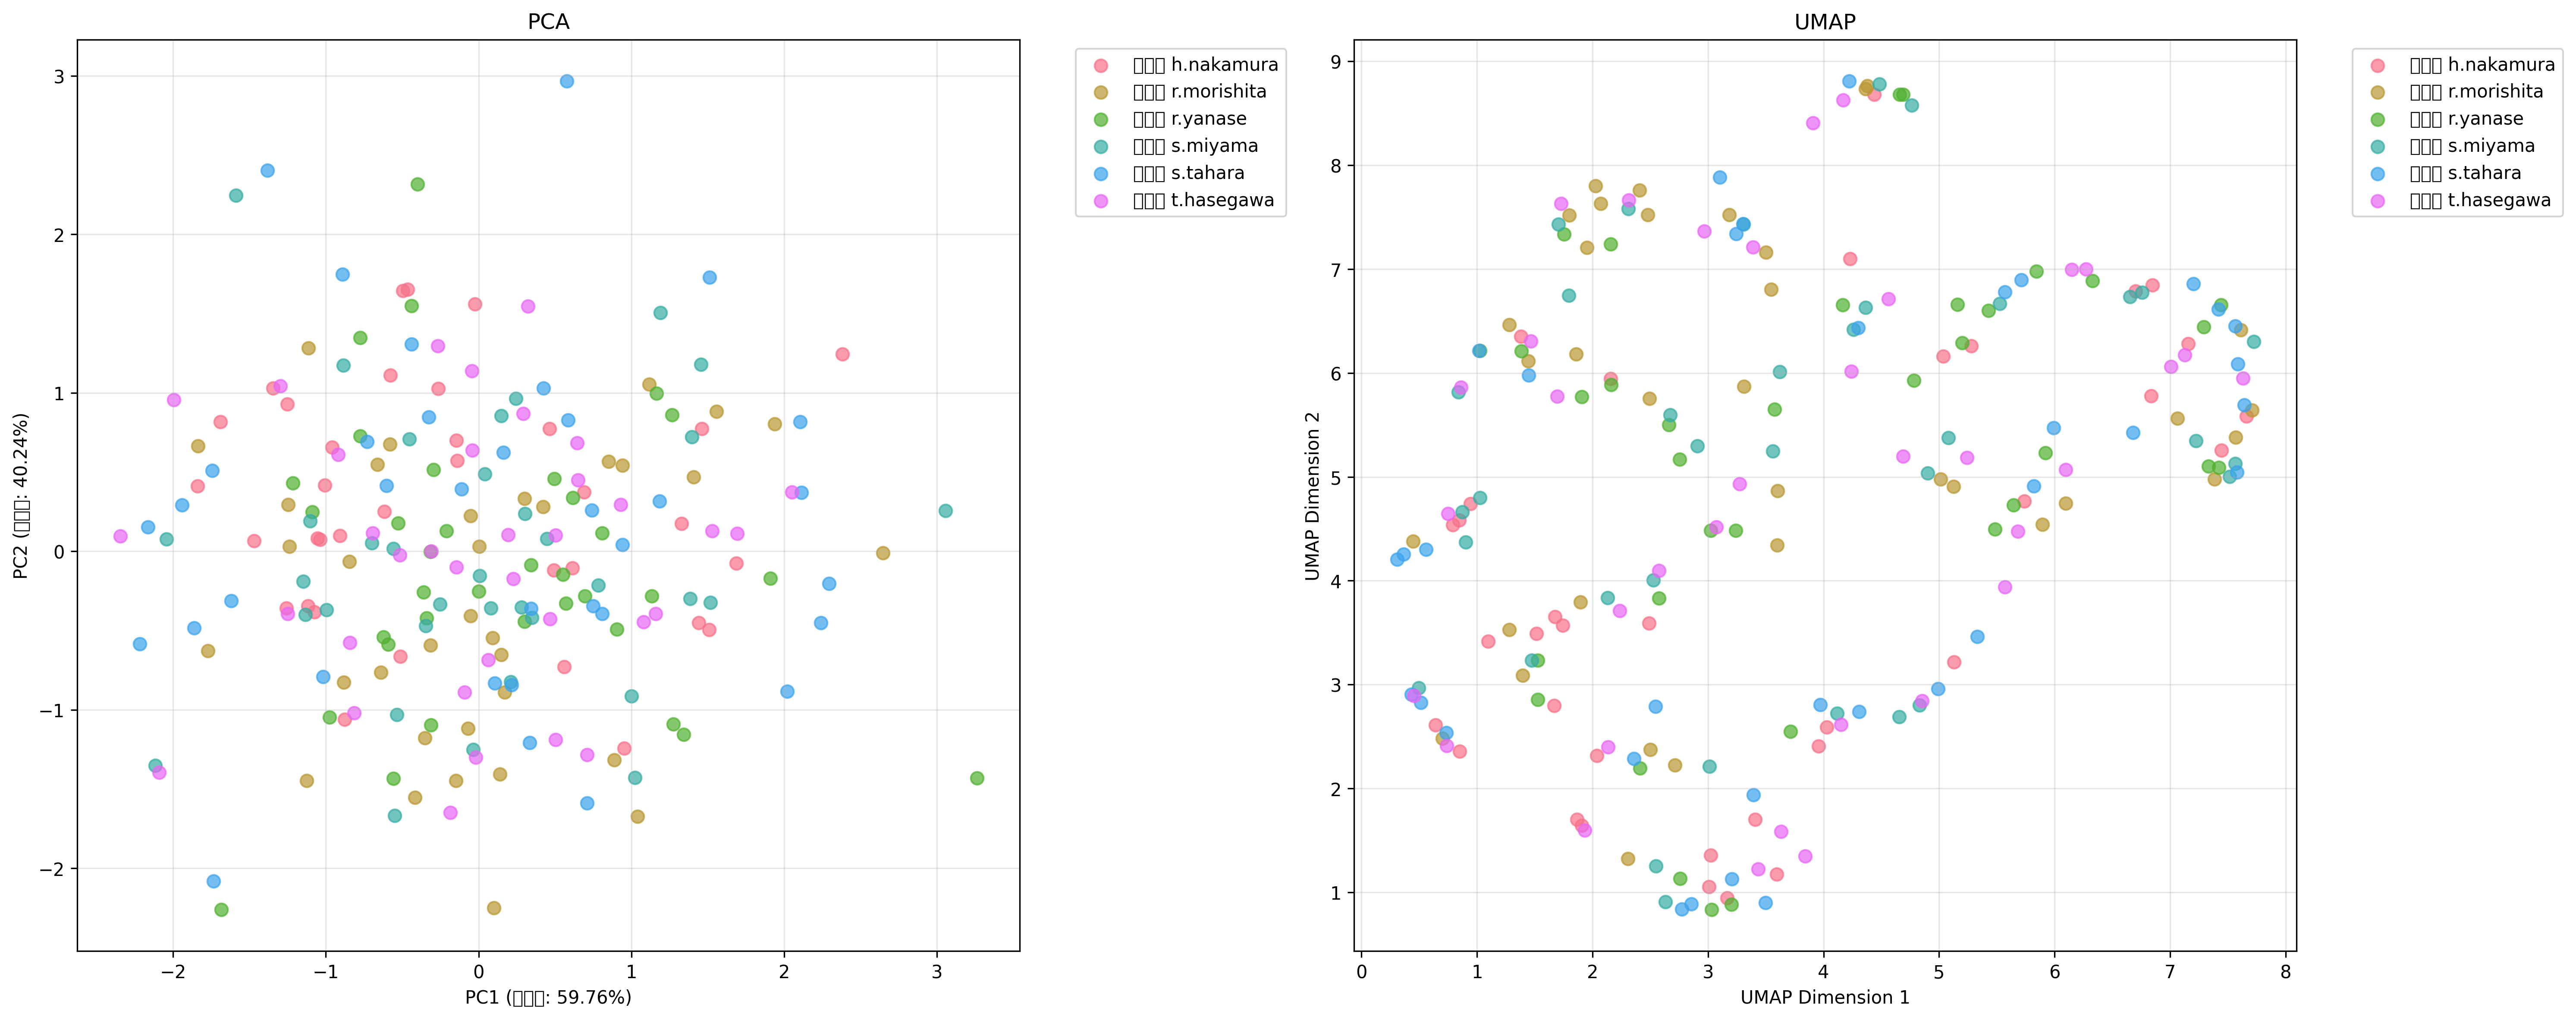 PCA
3
2
1
0
−1
−2
PC2 (: 40.24%)
−2
−1
0
1
2
3
PC1 (: 59.76%)
h.nakamura
r.morishita
r.yanase
s.miyama
s.tahara
t.hasegawa
UMAP
9
8
7
6
5
4
3
2
1
UMAP Dimension 2
0
1
2
3
4
5
6
7
8
UMAP Dimension 1
h.nakamura
r.morishita
r.yanase
s.miyama
s.tahara
t.hasegawa